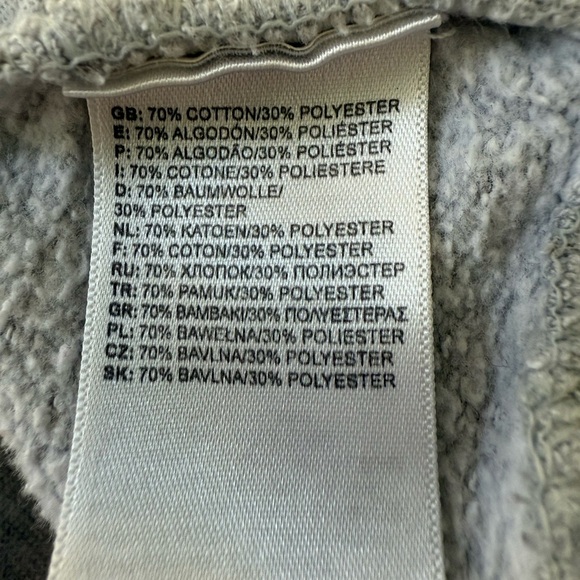 GB: 70% COTTON/30% POLYESTER
E: 70% ALGODÓN/30% POLIÉSTER
P: 70% ALGODÃO/30% POLIÉSTER
I: 70% COTONE/30% POLIESTERE
D: 70% BAUMWOLLE/
30% POLYESTER
NL: 70% KATOEN/30% POLYESTER
F: 70% COTON/30% POLYESTER
RU: 70% ХЛОПОК/30% ПОЛИЭСТЕР
TR: 70% PAMUK/30% POLYESTER
GR: 70% ΒΑΜΒΑΚΙ/30% ΠΟΛΥΕΣΤΕΡΑΣ
PL: 70% BAWEŁNA/30% POLIESTER
CZ: 70% BAVLNA/30% POLYESTER
SK: 70% BAVLNA/30% POLYESTER